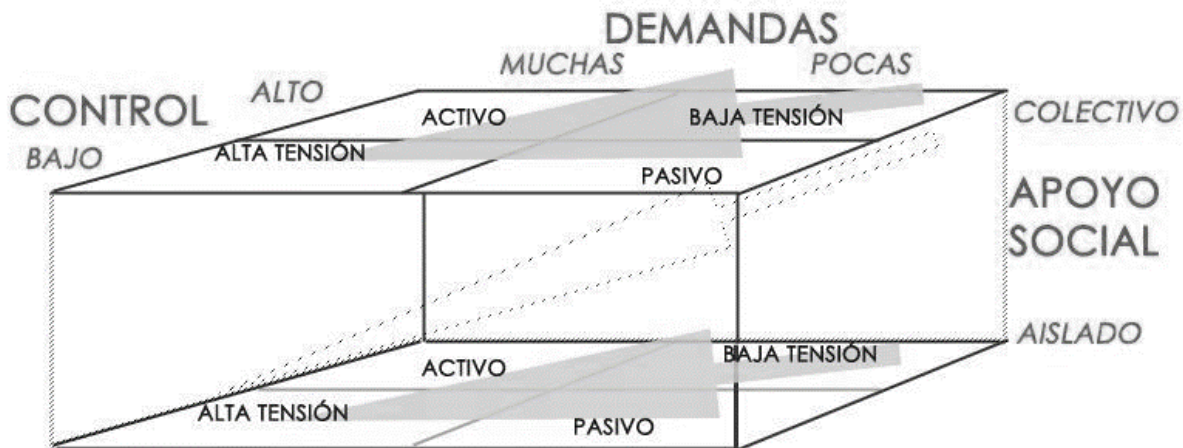 DEMANDAS
MUCHAS
POCAS
CONTROL
ALTO
BAJO
ACTIVO
BAJA TENSIÓN
ALTA TENSIÓN
PASIVO
COLECTIVO
APOYO
SOCIAL
AISLADO
ACTIVO
BAJA TENSIÓN
ALTA TENSIÓN
PASIVO